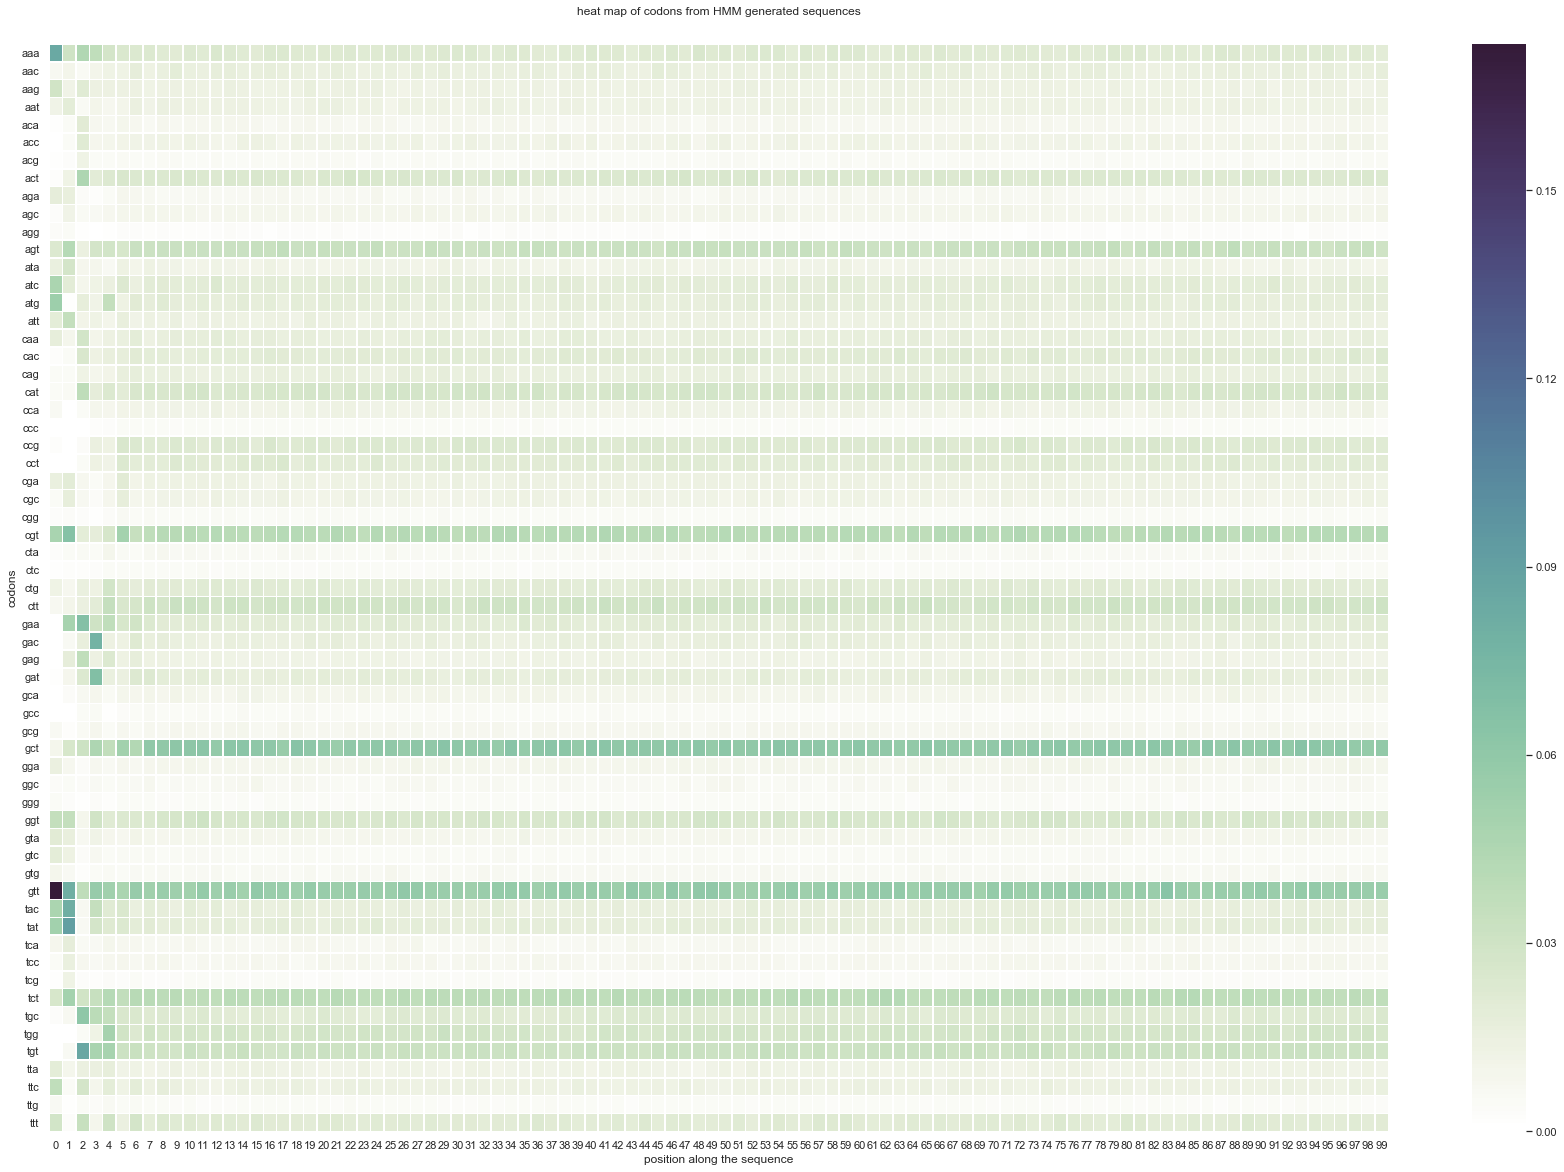 heat map of codons from HMM generated sequences
aaa
aac
aag
aat
aca
acc
acg
act
aga
agc
agg
agt
ata
atc
atg
att
caa
cac
cag
cat
cca
ccc
ccg
cct
cga
cgc
cgg
cgt
cta
ctc
ctg
ctt
gaa
gac
gag
gat
gca
gcc
gcg
gct
gga
ggc
ggg
ggt
gta
gtc
gtg
gtt
tac
tat
tca
tcc
tcg
tct
tgc
tgg
tgt
tta
ttc
ttg
ttt
codons
0 1 2 3 4 5 6 7 8 9 10 11 12 13 14 15 16 17 18 19 20 21 22 23 24 25 26 27 28 29 30 31 32 33 34 35 36 37 38 39 40 41 42 43 44 45 46 47 48 49 50 51 52 53 54 55 56 57 58 59 60 61 62 63 64 65 66 67 68 69 70 71 72 73 74 75 76 77 78 79 80 81 82 83 84 85 86 87 88 89 90 91 92 93 94 95 96 97 98 99
position along the sequence
0.15
0.12
0.09
0.06
0.03
0.00